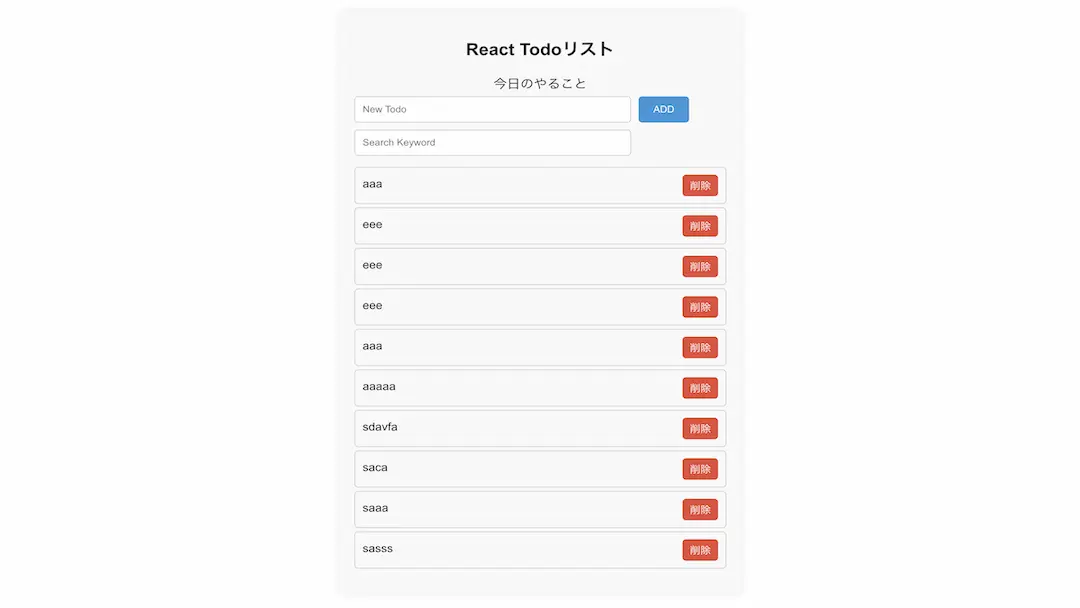 React Todoリスト
今日のやること
New Todo ADD
Search Keyword
aaa 削除
eee 削除
eee 削除
eee 削除
aaa 削除
aaaaa 削除
sdavfa 削除
saca 削除
saaa 削除
sasss 削除